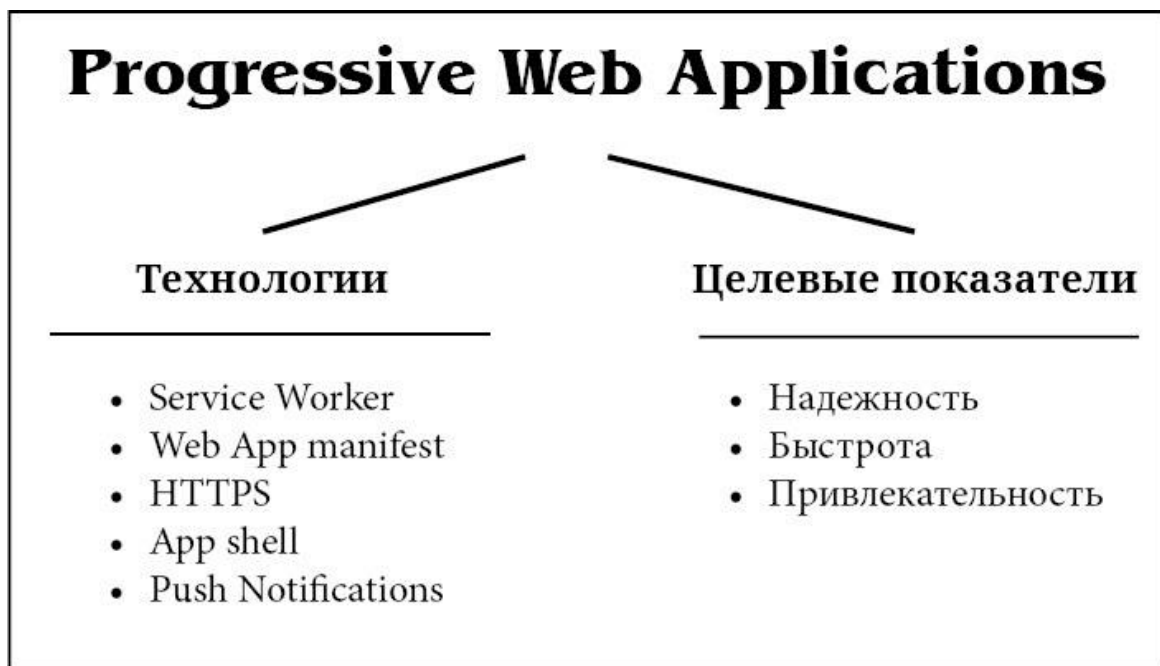 Progressive Web Applications
Технологии
• Service Worker
• Web App manifest
• HTTPS
• App shell
• Push Notifications
Целевые показатели
• Надежность
• Быстрота
• Привлекательность